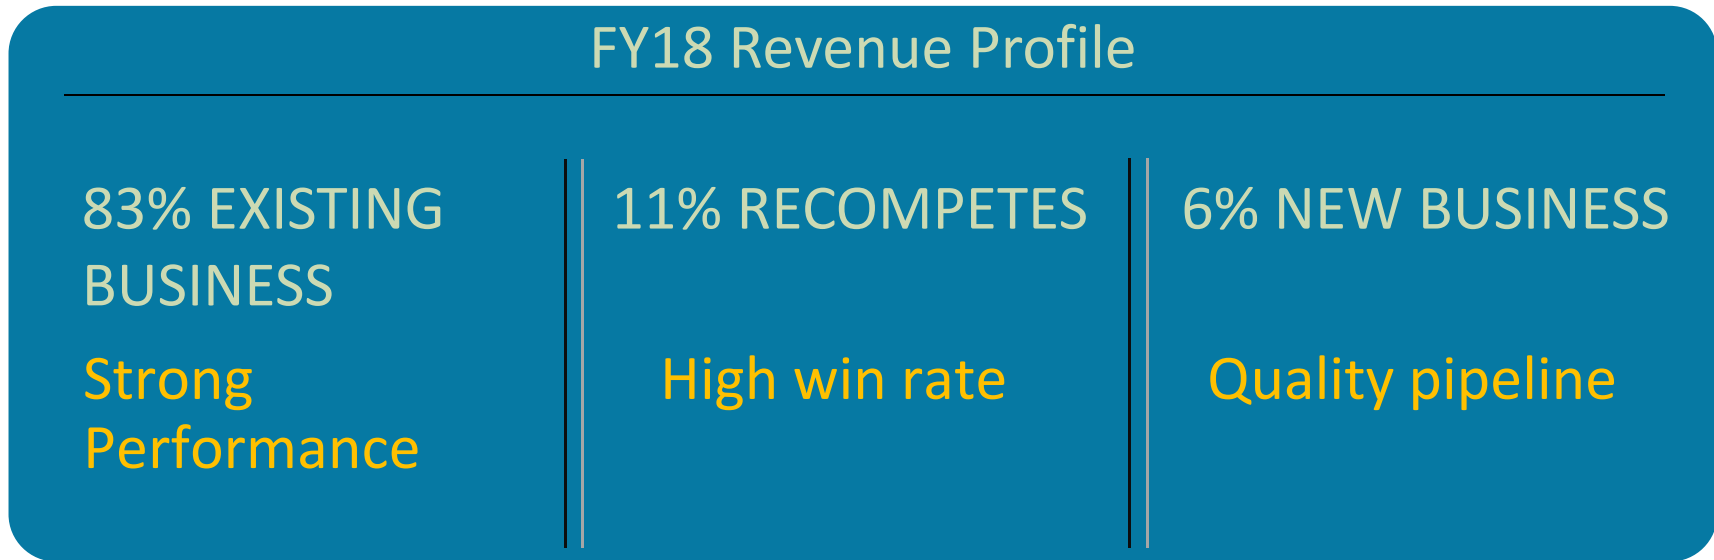 FY18 Revenue Profile
83% EXISTING
BUSINESS
Strong
Performance
11% RECOMPETES
High win rate
6% NEW BUSINESS
Quality pipeline